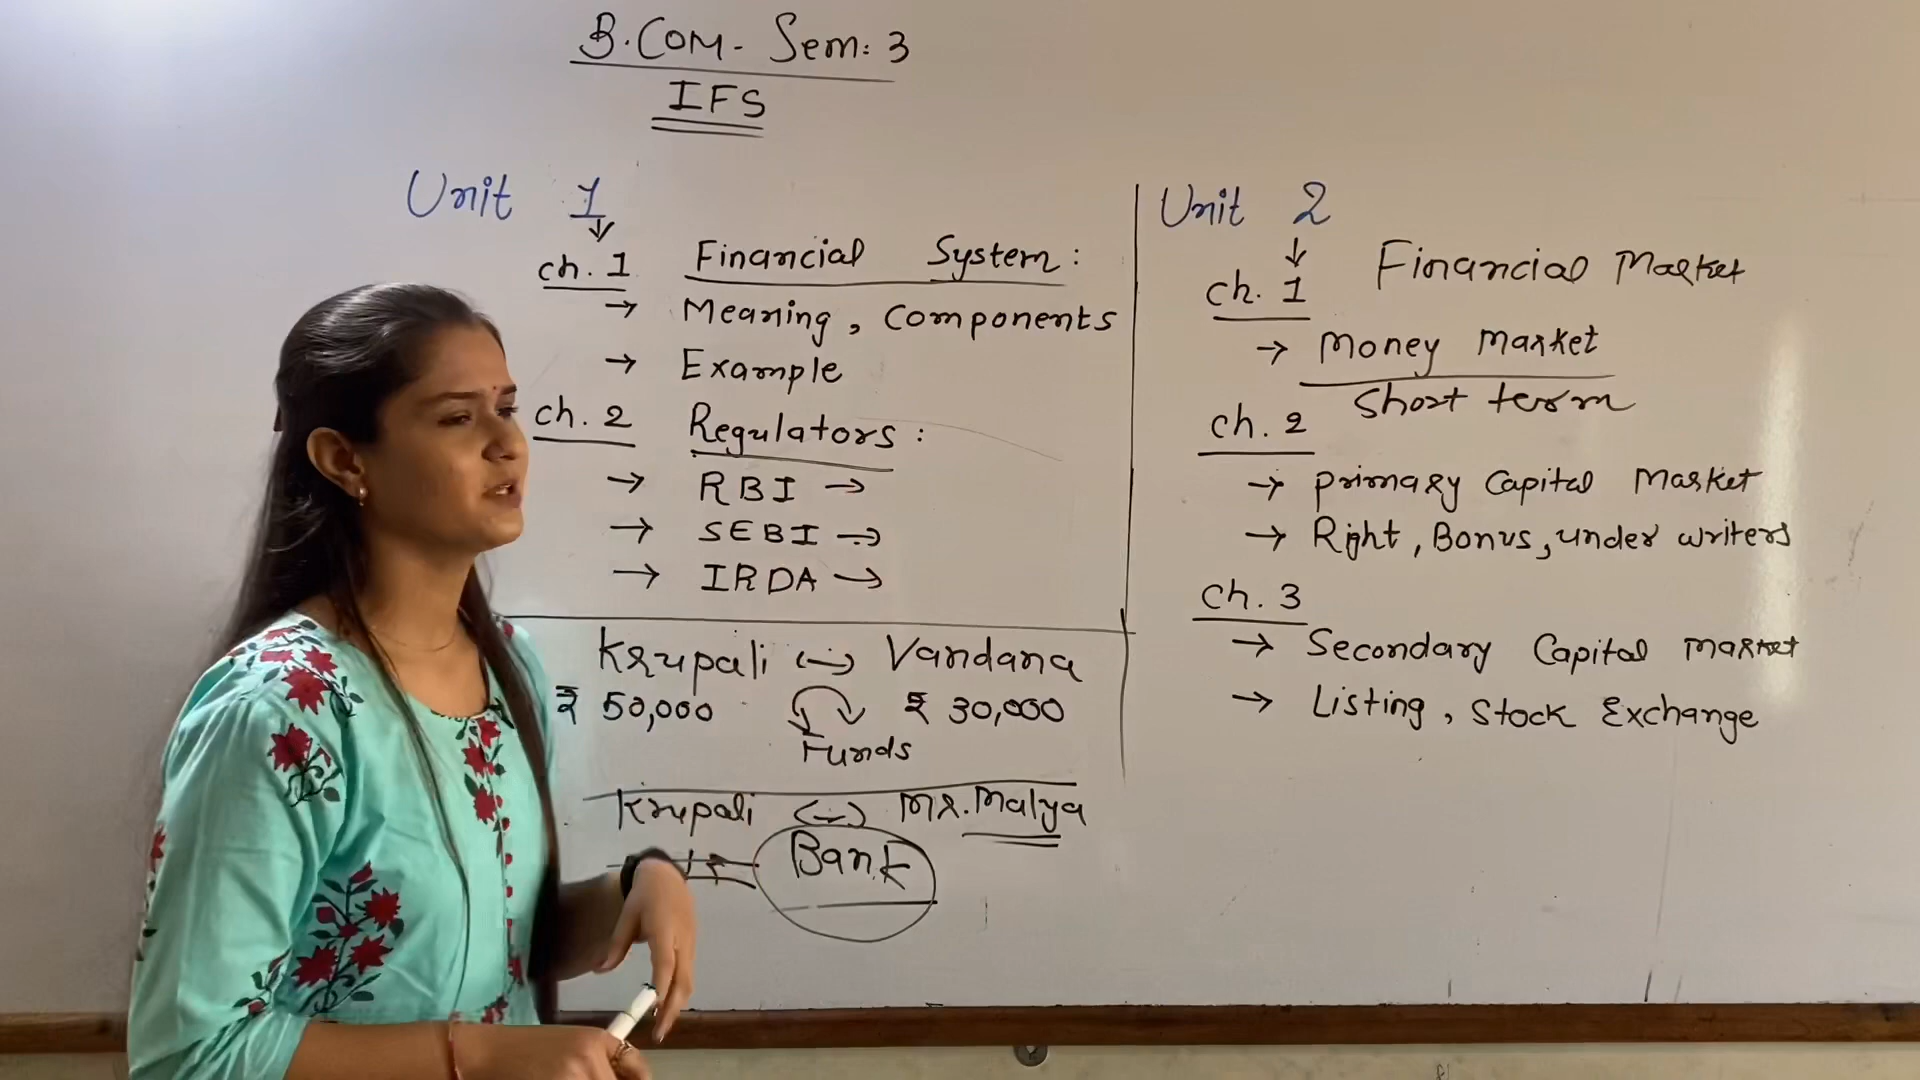 B.COM- Sem: 3
IFS
Unit 1
ch. 1 Financial System:
→ Meaning, Components
→ Example
ch. 2 Regulators:
→ RBI →
→ SEBI →
→ IRDA →
Krupali ↔ Vandana
₹ 50,000 ₹ 30,000
Funds
Krupali ↔ Mr. Malya
Bank
Unit 2
ch. 1 Financial Market
→ Money Market
Short term
ch. 2
→ Primary Capital Market
→ Right, Bonus, under writers
ch. 3
→ Secondary Capital Market
→ Listing, Stock Exchange